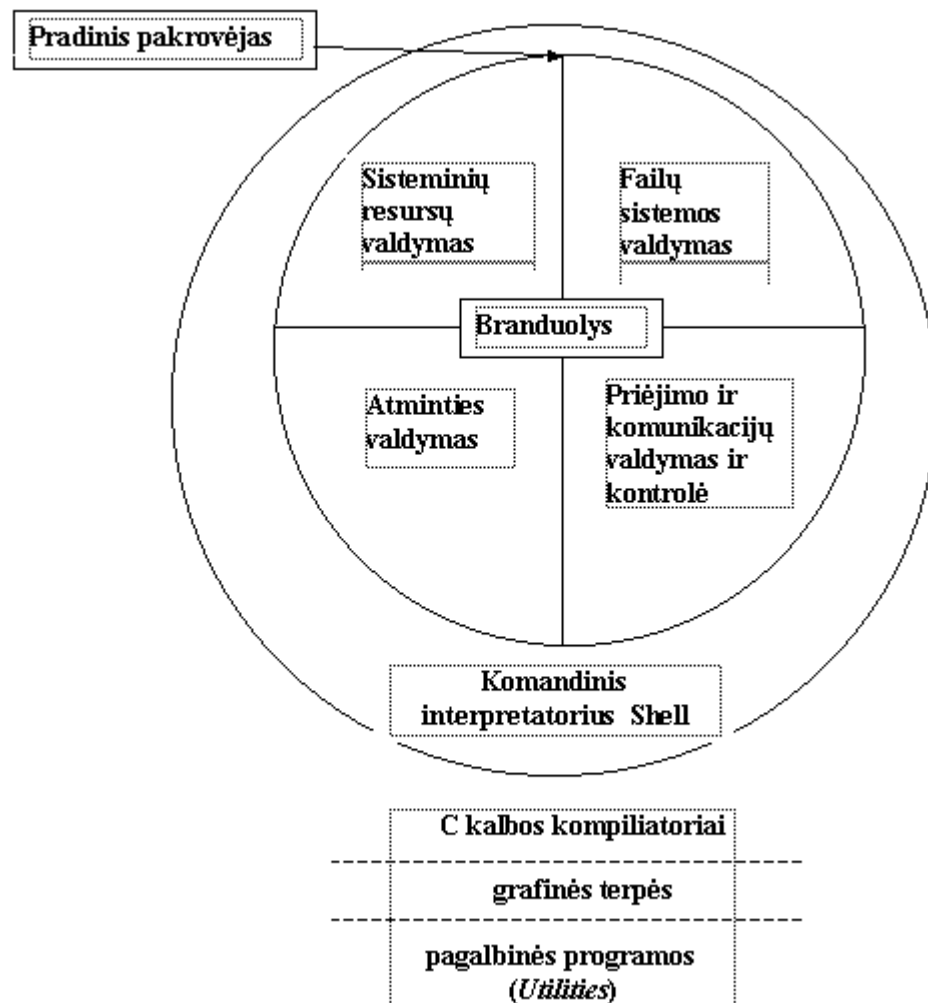 Pradinis pakrovėjas
Sisteminių
resursų
valdymas
Failų
sistemos
valdymas
Branduolys
Atminties
valdymas
Priėjimo ir
komunikacijų
valdymas ir
kontrolė
Komandinis
interpretatorius Shell
C kalbos kompiliatoriai
grafinės terpės
pagalbinės programos
(Utilities)